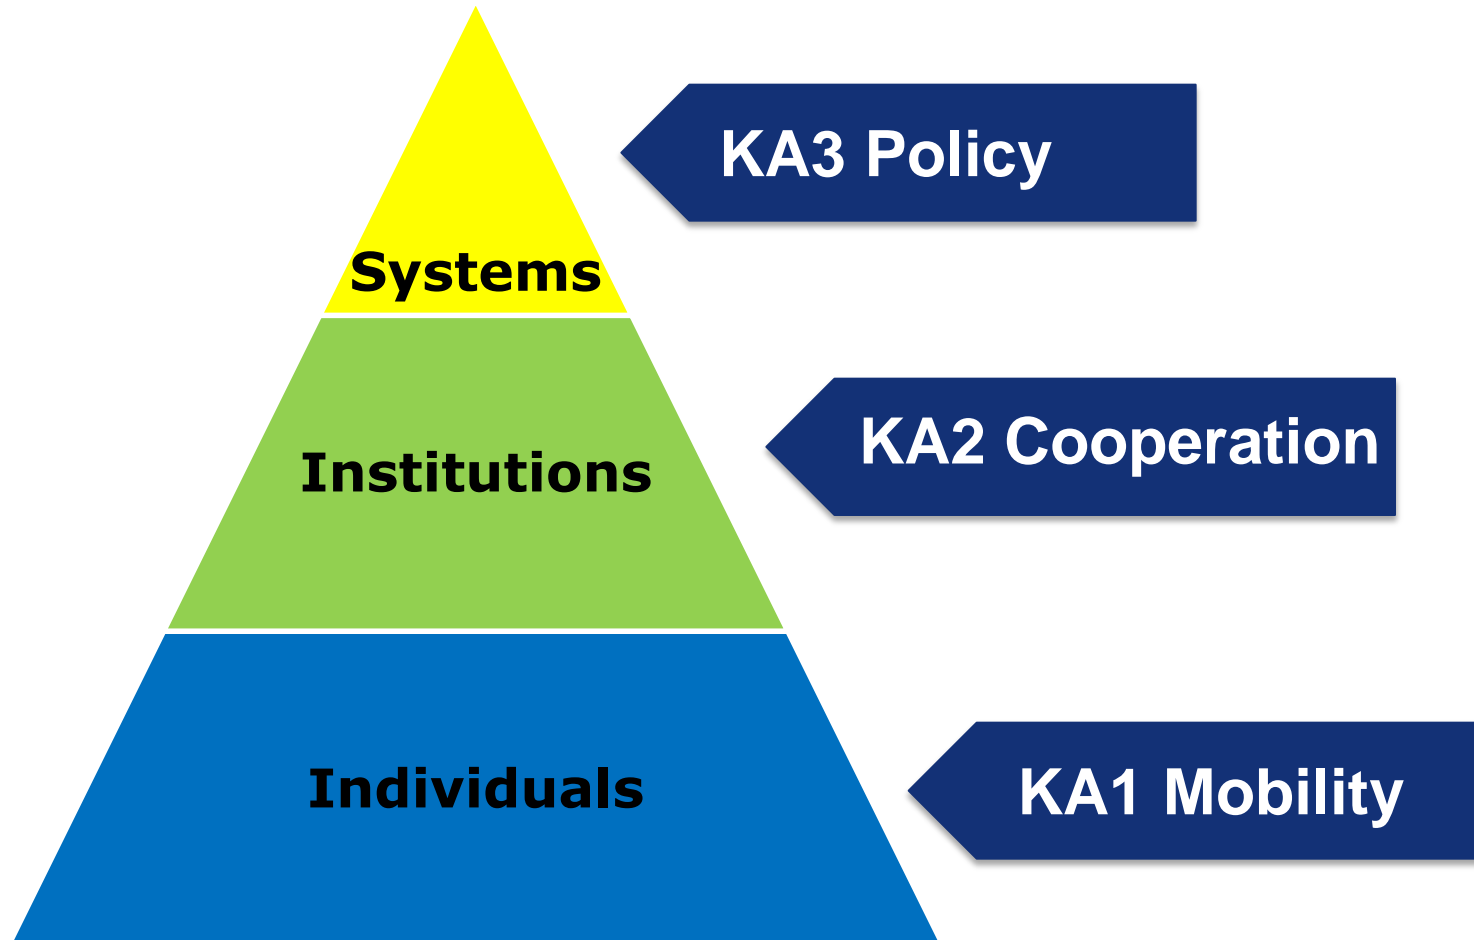 KA3 Policy
Systems
KA2 Cooperation
Institutions
Individuals
KA1 Mobility